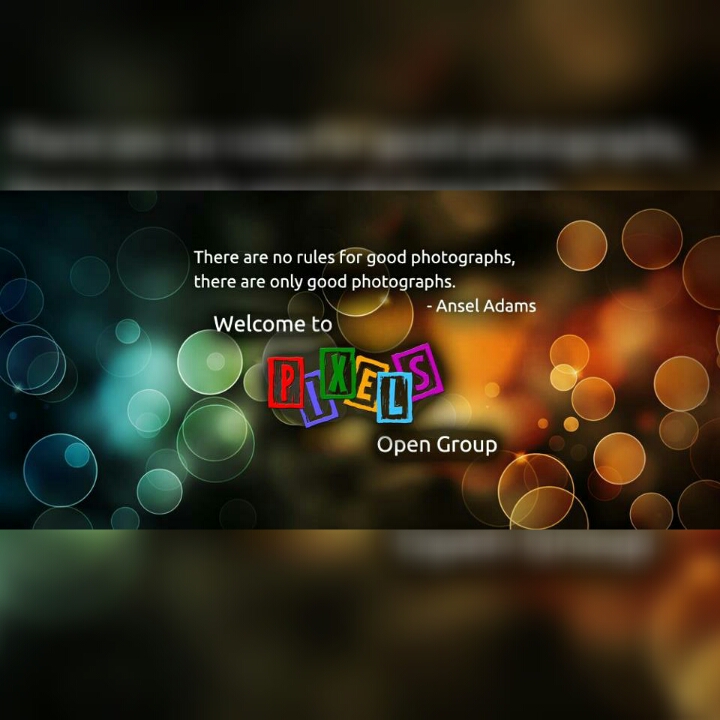 There are no rules for good photographs,
there are only good photographs.
- Ansel Adams
Welcome to
PIXELS
Open Group